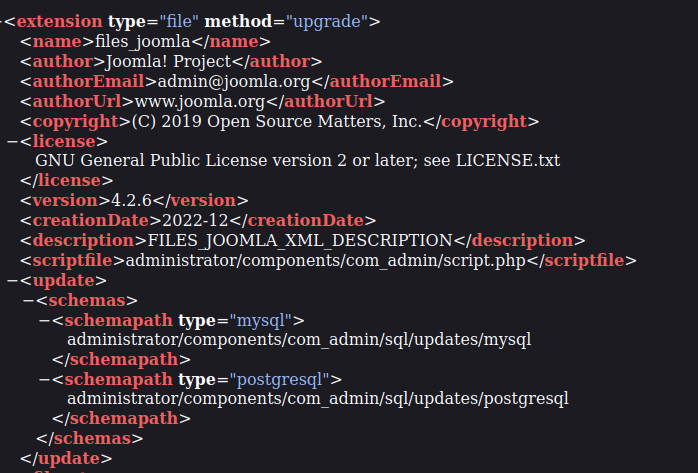 −<extension type="file" method="upgrade">
<name>files_joomla</name>
<author>Joomla! Project</author>
<authorEmail>admin@joomla.org</authorEmail>
<authorUrl>www.joomla.org</authorUrl>
<copyright>(C) 2019 Open Source Matters, Inc.</copyright>
−<license>
GNU General Public License version 2 or later; see LICENSE.txt
</license>
<version>4.2.6</version>
<creationDate>2022-12</creationDate>
<description>FILES_JOOMLA_XML_DESCRIPTION</description>
<scriptfile>administrator/components/com_admin/script.php</scriptfile>
−<update>
−<schemas>
−<schemapath type="mysql">
administrator/components/com_admin/sql/updates/mysql
</schemapath>
−<schemapath type="postgresql">
administrator/components/com_admin/sql/updates/postgresql
</schemapath>
</schemas>
</update>